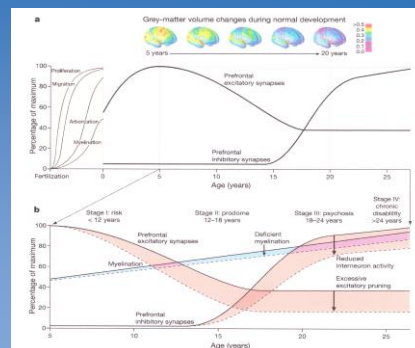 a
Grey-matter volume changes during normal development
>0.5
0.4
0.3
0.2
0.1
0.0
5 years
20 years
Percentage of maximum
100
80
60
40
20
0
Proliferation
Migration
Arborization
Myelination
Prefrontal
excitatory synapses
Prefrontal
inhibitory synapses
Fertilization
0
5
10
15
20
25
Age (years)
b
Stage I: risk
< 12 years
Stage II: prodome
12–18 years
Stage III: psychosis
18–24 years
Stage IV:
chronic
disability
>24 years
Percentage of maximum
100
80
60
40
20
0
Prefrontal
excitatory synapses
Myelination
Deficient
myelination
Reduced
interneuron activity
Excessive
excitatory pruning
Prefrontal
inhibitory synapses
5
10
15
20
25
Age (years)